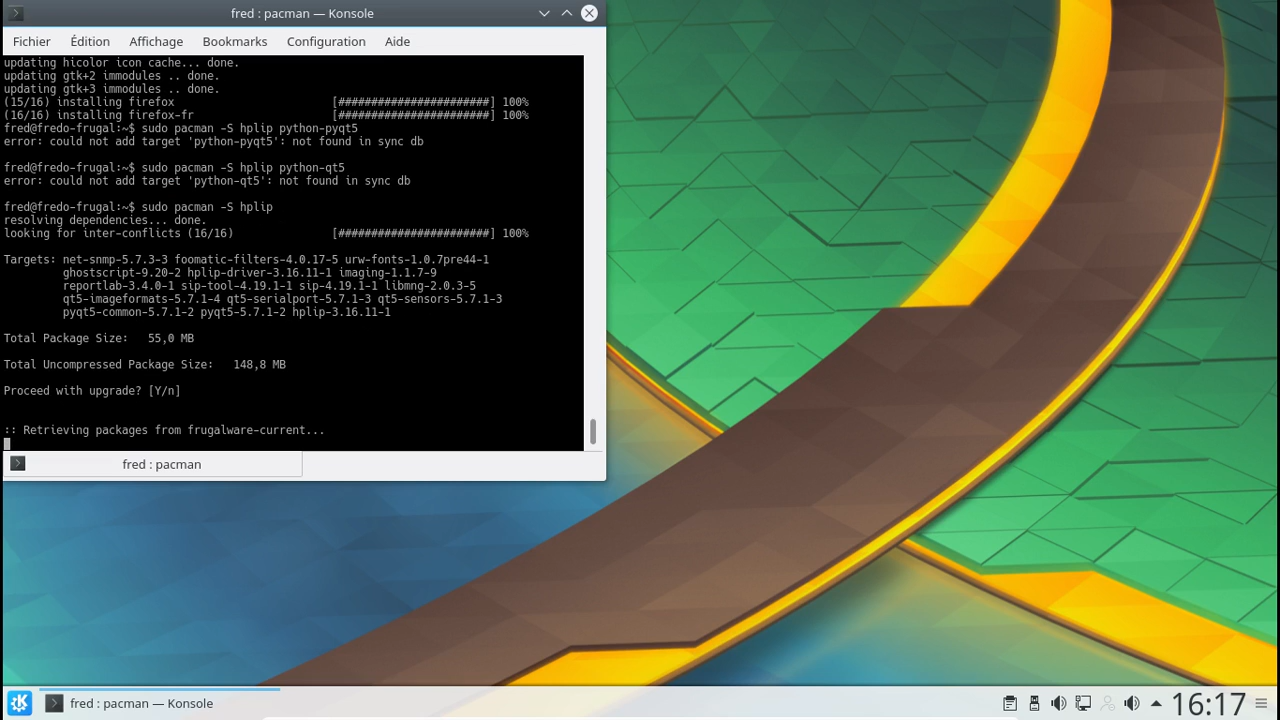 fred : pacman — Konsole
Fichier Édition Affichage Bookmarks Configuration Aide
updating hicolor icon cache... done.
updating gtk+2 immodules .. done.
updating gtk+3 immodules .. done.
(15/16) installing firefox [#######################] 100%
(16/16) installing firefox-fr [#######################] 100%
fred@fredo-frugal:~$ sudo pacman -S hplip python-pyqt5
error: could not add target 'python-pyqt5': not found in sync db
fred@fredo-frugal:~$ sudo pacman -S hplip python-qt5
error: could not add target 'python-qt5': not found in sync db
fred@fredo-frugal:~$ sudo pacman -S hplip
resolving dependencies... done.
looking for inter-conflicts (16/16) [#######################] 100%
Targets: net-snmp-5.7.3-3 foomatic-filters-4.0.17-5 urw-fonts-1.0.7pre44-1
ghostscript-9.20-2 hplip-driver-3.16.11-1 imaging-1.1.7-9
reportlab-3.4.0-1 sip-tool-4.19.1-1 sip-4.19.1-1 libmng-2.0.3-5
qt5-imageformats-5.7.1-4 qt5-serialport-5.7.1-3 qt5-sensors-5.7.1-3
pyqt5-common-5.7.1-2 pyqt5-5.7.1-2 hplip-3.16.11-1
Total Package Size: 55,0 MB
Total Uncompressed Package Size: 148,8 MB
Proceed with upgrade? [Y/n]
:: Retrieving packages from frugalware-current...
fred : pacman
fred : pacman — Konsole
16:17